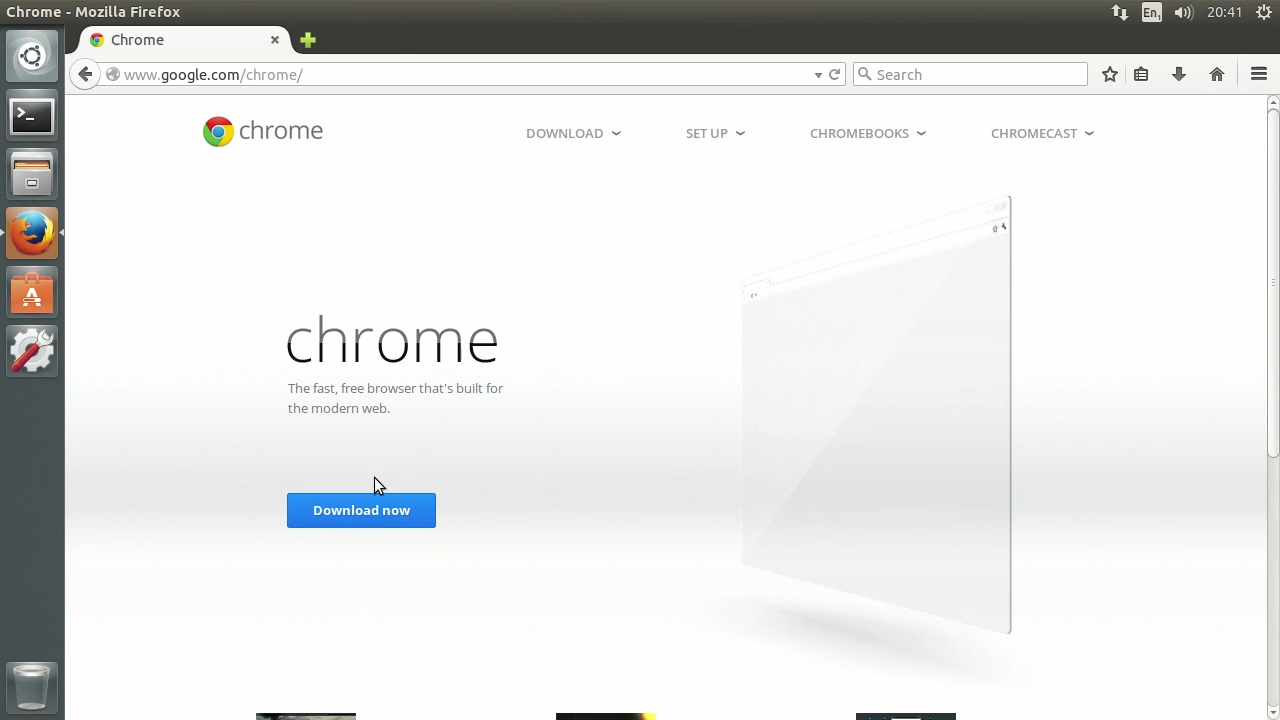 Chrome - Mozilla Firefox
En
20:41
Chrome
www.google.com/chrome/
Search
chrome
DOWNLOAD
SET UP
CHROMEBOOKS
CHROMECAST
chrome
The fast, free browser that's built for
the modern web.
Download now